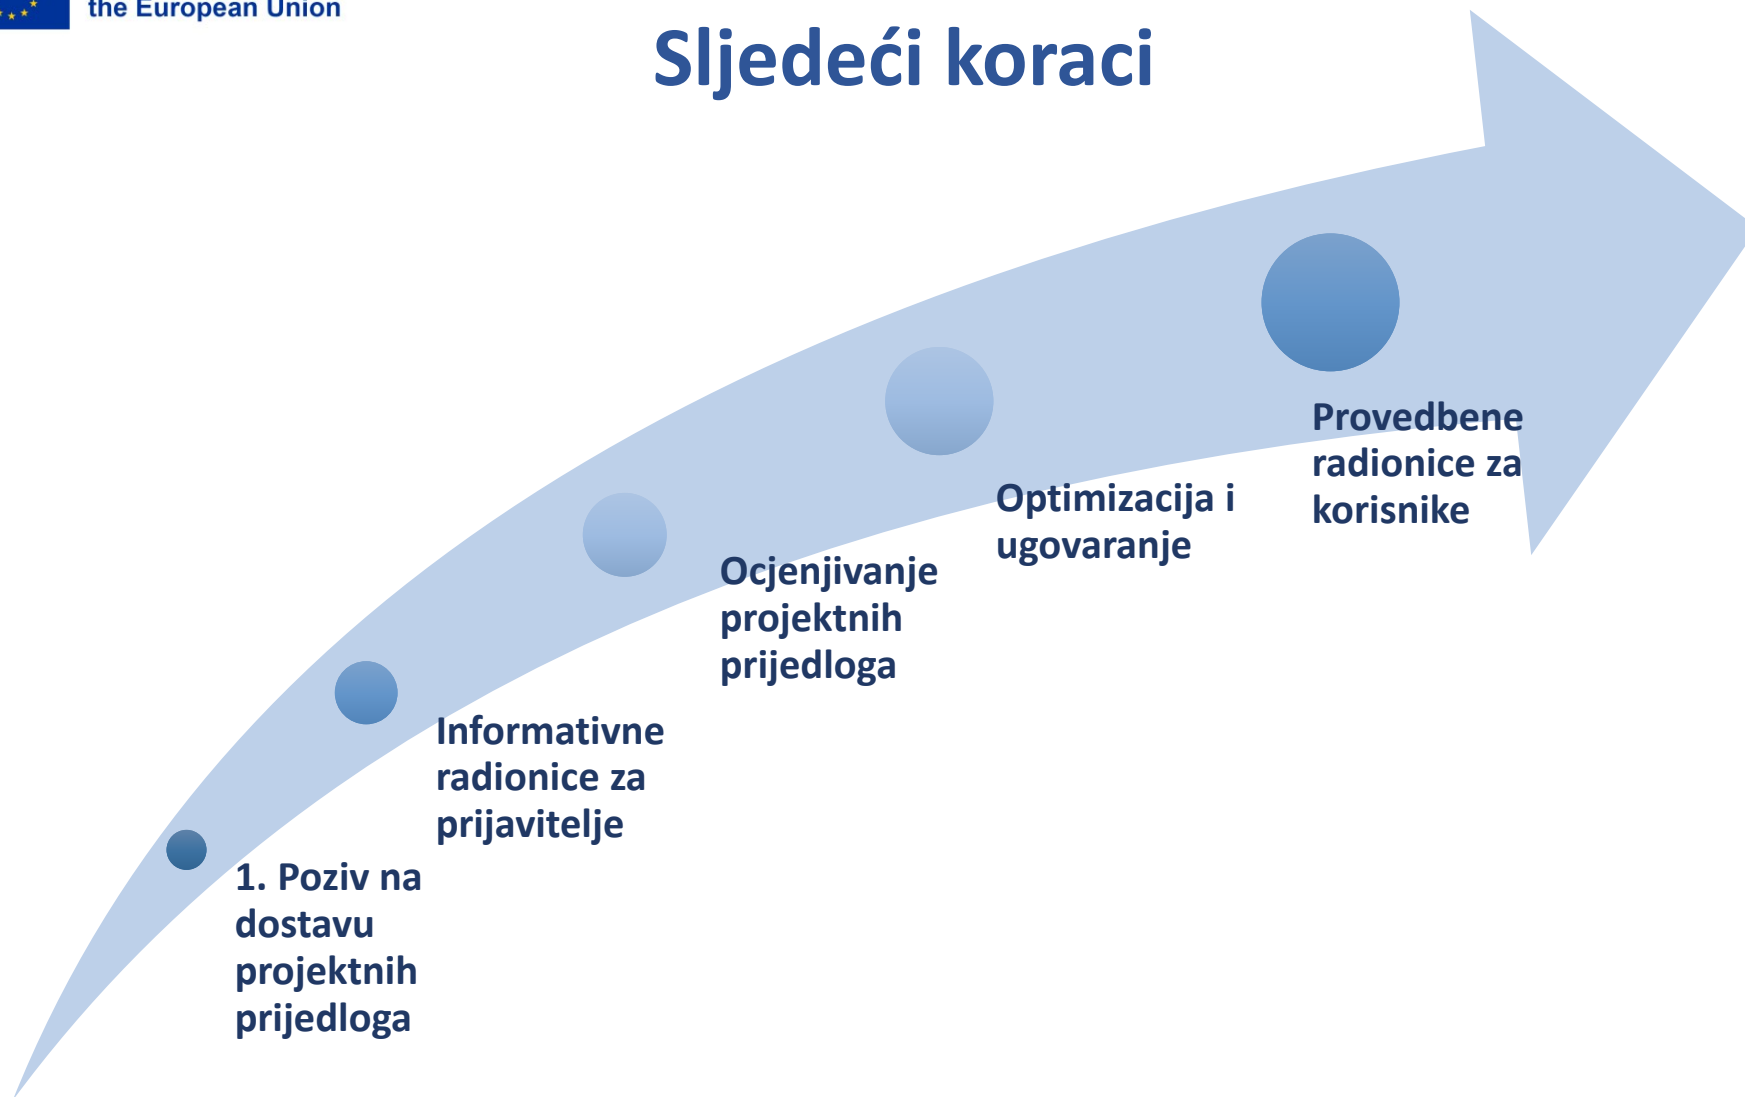 the European Union
Sljedeći koraci
1. Poziv na
dostavu
projektnih
prijedloga
Informativne
radionice za
prijavitelje
Ocjenjivanje
projektnih
prijedloga
Optimizacija i
ugovaranje
Provedbene
radionice za
korisnike